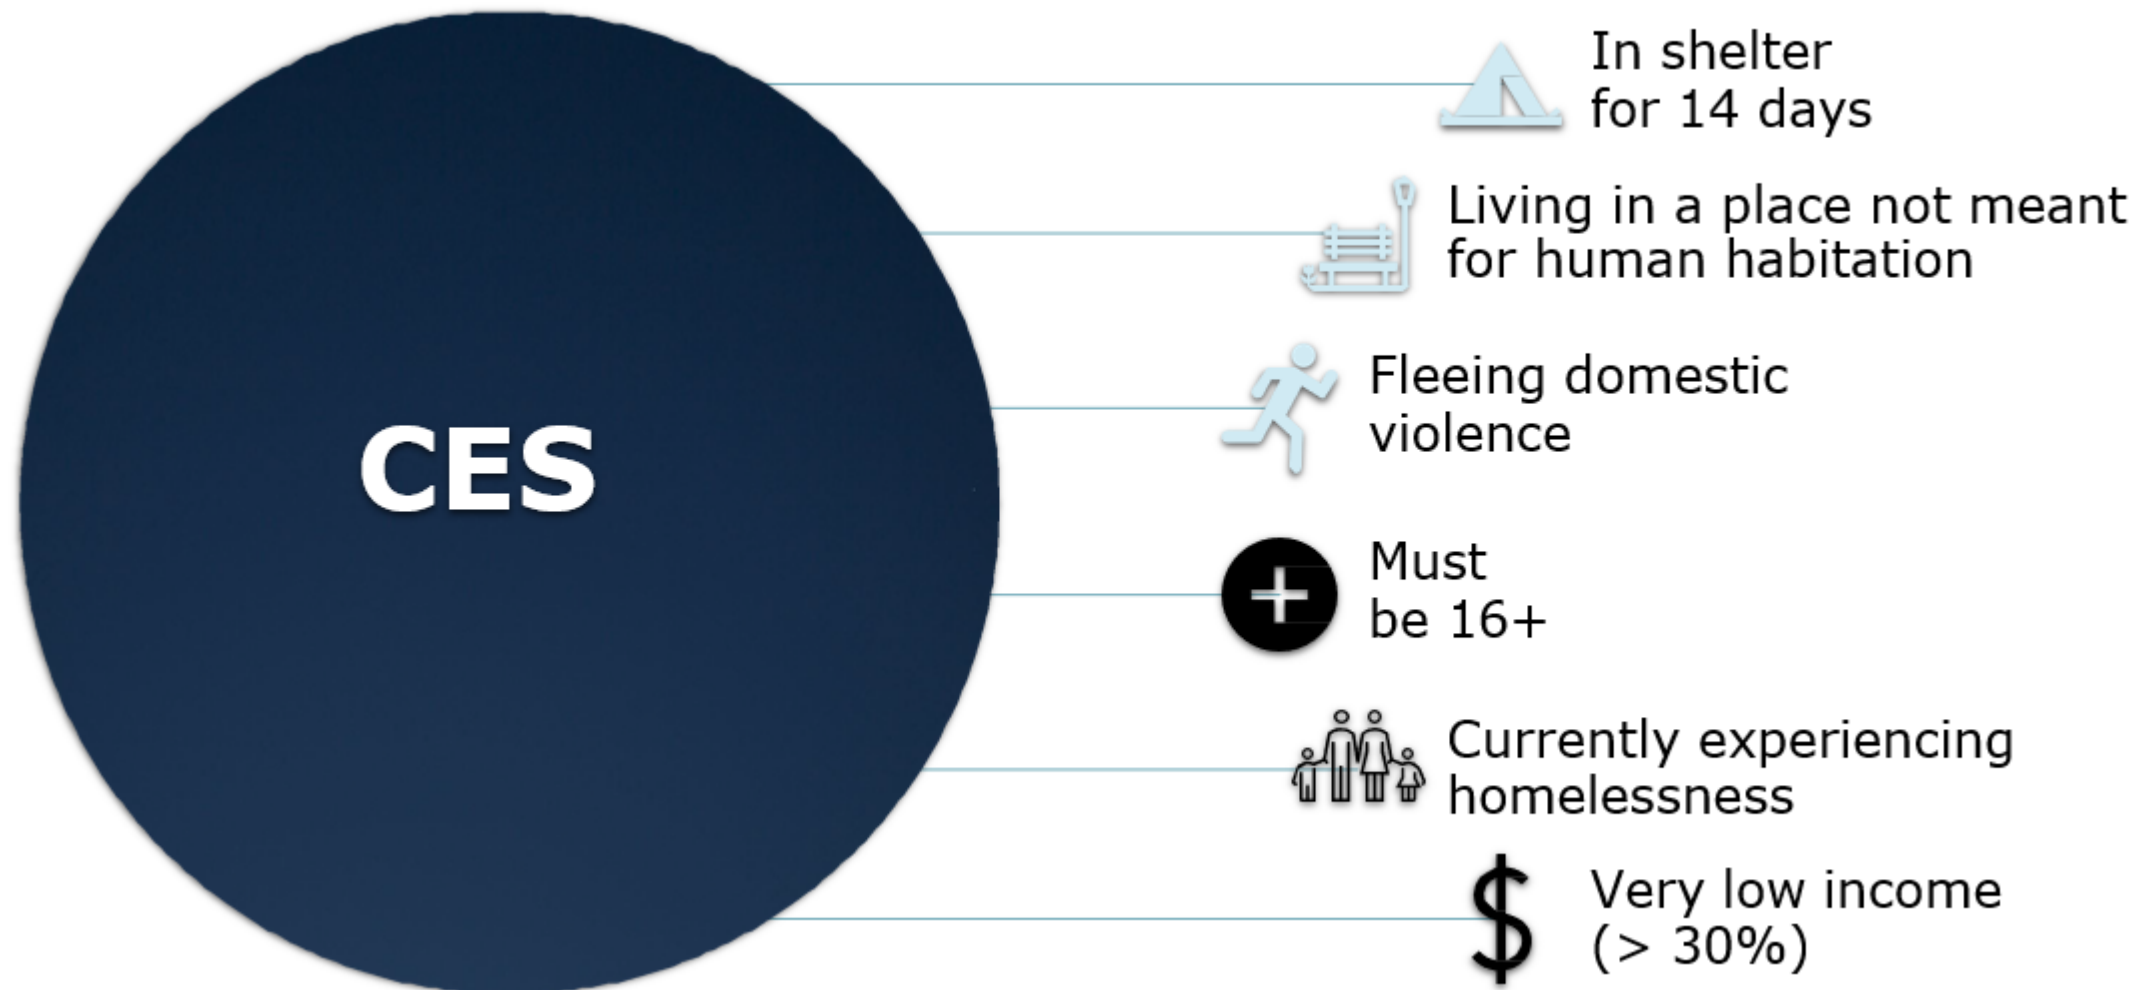 CES
In shelter
for 14 days
Living in a place not meant
for human habitation
Fleeing domestic
violence
Must
be 16+
Currently experiencing
homelessness
Very low income
(> 30%)